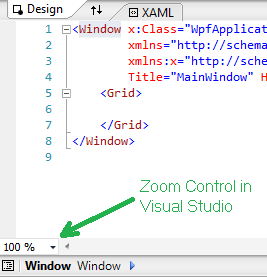 Design XAML
1 <Window x:Class="WpfApplicat
2 xmlns="http://schema
3 xmlns:x="http://sche
4 Title="MainWindow" H
5 <Grid>
6
7 </Grid>
8 </Window>
9
Zoom Control in
Visual Studio
100 %
Window Window